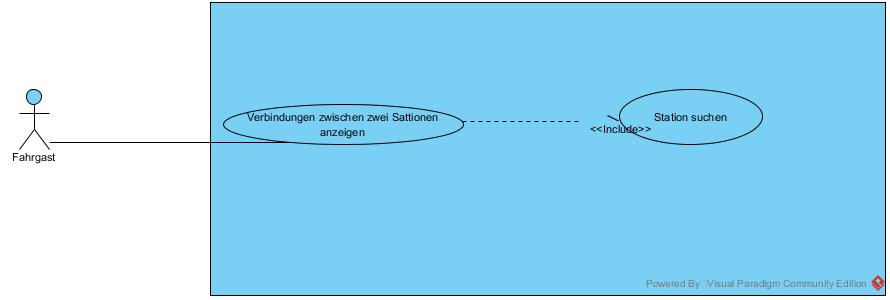 Verbindungen zwischen zwei Sattionen
anzeigen
Station suchen
<<Include>>
Fahrgast
Powered By Visual Paradigm Community Edition